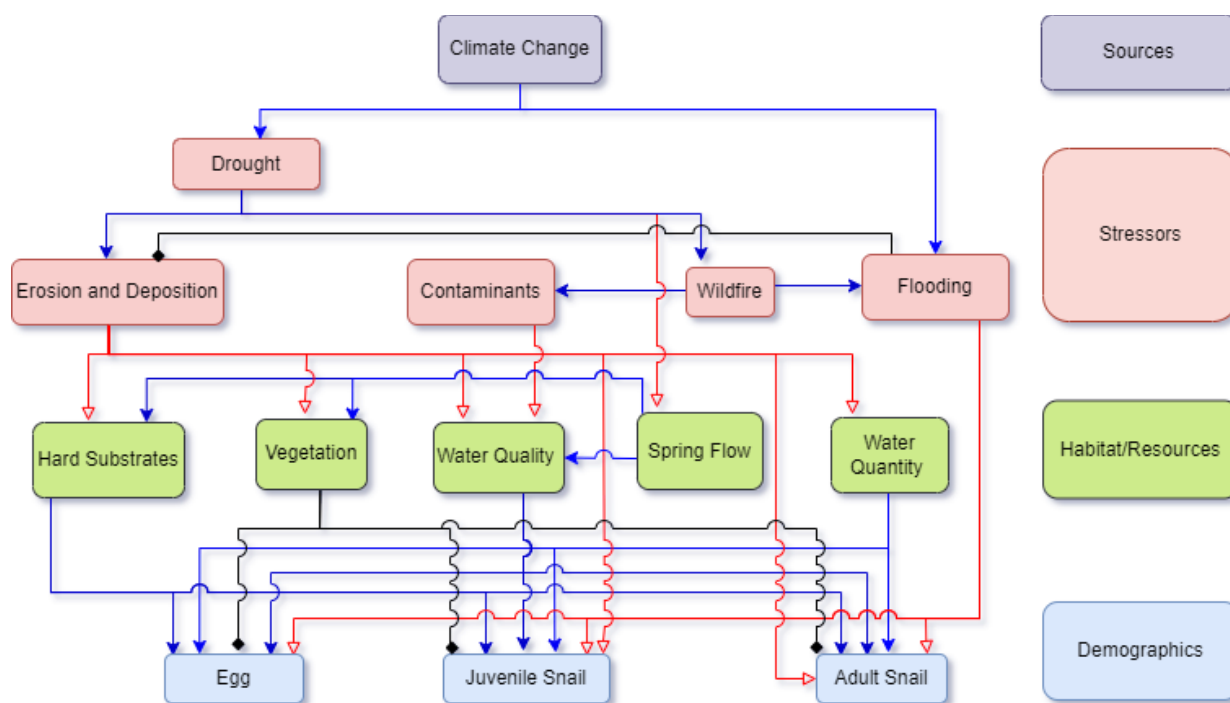 Climate Change
Sources
Drought
Stressors
Erosion and Deposition
Contaminants
Wildfire
Flooding
Hard Substrates
Vegetation
Water Quality
Spring Flow
Water
Quantity
Habitat/Resources
Egg
Juvenile Snail
Adult Snail
Demographics